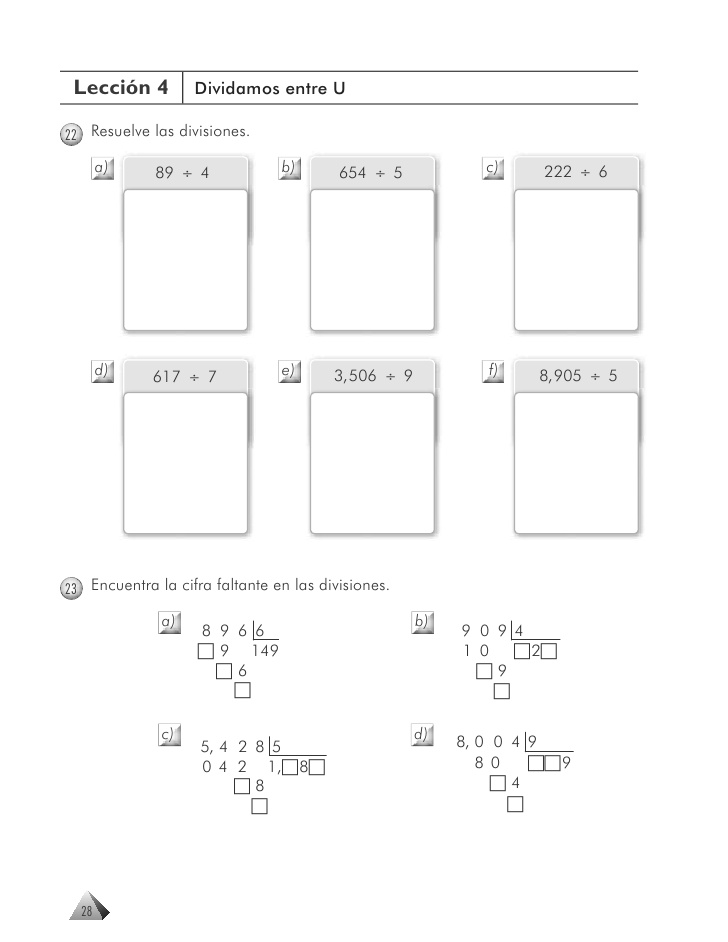 Lección 4 Dividamos entre U
22 Resuelve las divisiones.
a) 89 ÷ 4 b) 654 ÷ 5 c) 222 ÷ 6
d) 617 ÷ 7 e) 3,506 ÷ 9 f) 8,905 ÷ 5
23 Encuentra la cifra faltante en las divisiones.
a) b)
8 9 6 6 9 0 9 4
□ 9 149 1 0 □2□
□ 6 □ 9
□ □
c) d)
5, 4 2 8 5 8, 0 0 4 9
0 4 2 1,□8□ 8 0 □□9
□ 8 □ 4
□ □
28